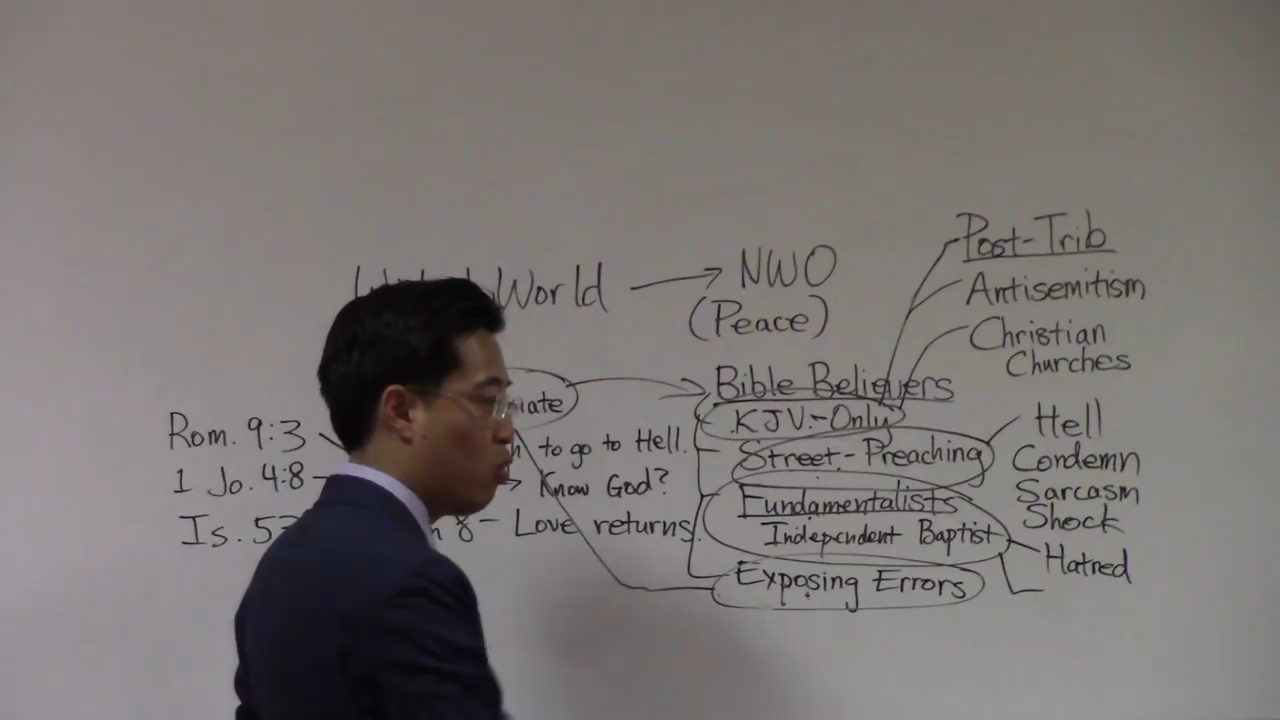 World → NWO
(Peace)
Post-Trib
Antisemitism
Christian
Churches
Bible Believers
KJV-Only
Street-Preaching
Fundamentalists
Independent Baptist
Exposing Errors
Hell
Condemn
Sarcasm
Shock
Hatred
Rom. 9:3
to go to Hell.
1 Jo. 4:8
Know God?
Is.
8- Love returns.